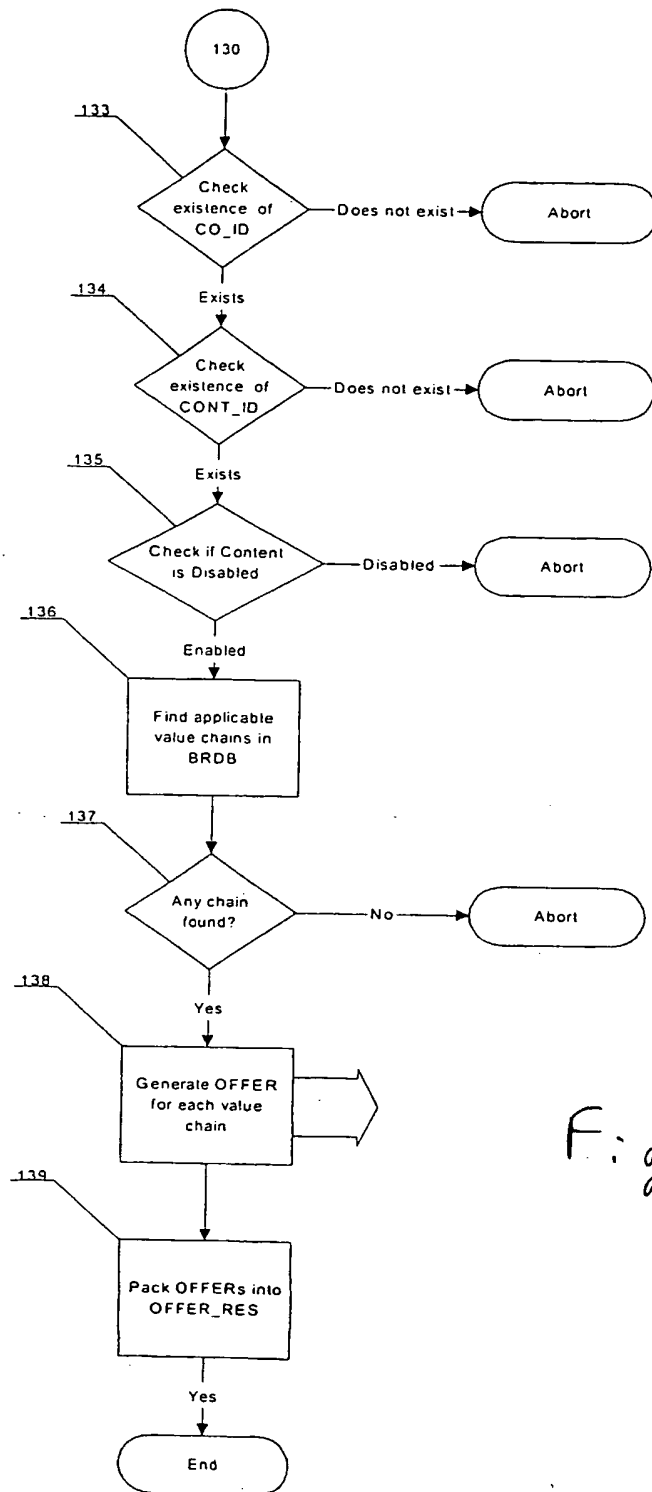 130
133
Check
existence of
CO_ID
Does not exist
Abort
134
Exists
Check
existence of
CONT_ID
Does not exist
Abort
135
Exists
Check if Content
is Disabled
Disabled
Abort
136
Enabled
Find applicable
value chains in
BRDB
137
Any chain
found?
No
Abort
138
Yes
Generate OFFER
for each value
chain
139
Pack OFFERs into
OFFER_RES
Yes
End